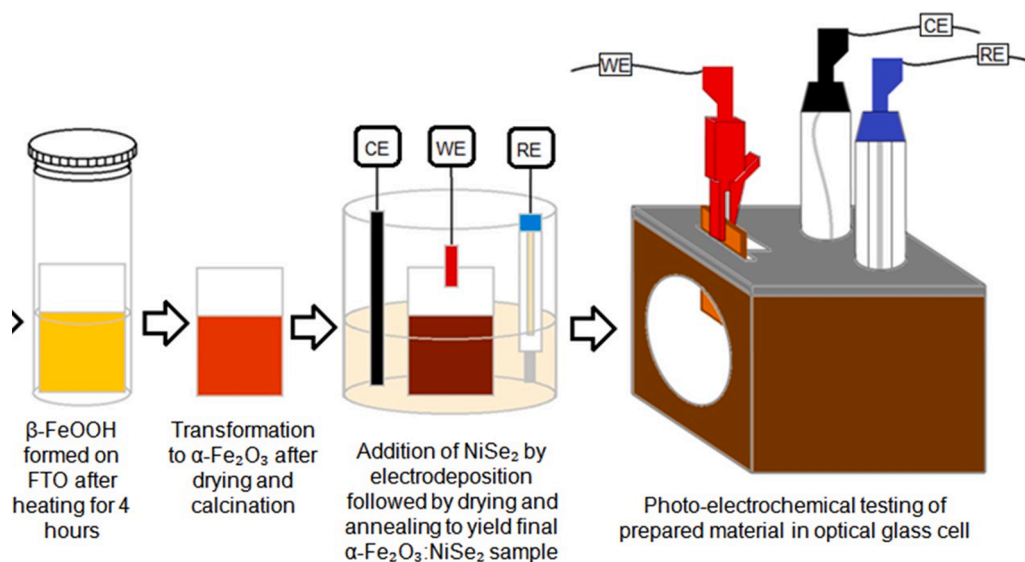 CE
WE
RE
WE
CE
RE
β-FeOOH
formed on
FTO after
heating for 4
hours
Transformation
to α-Fe₂O₃ after
drying and
calcination
Addition of NiSe₂ by
electrodeposition
followed by drying and
annealing to yield final
α-Fe₂O₃:NiSe₂ sample
Photo-electrochemical testing of
prepared material in optical glass cell